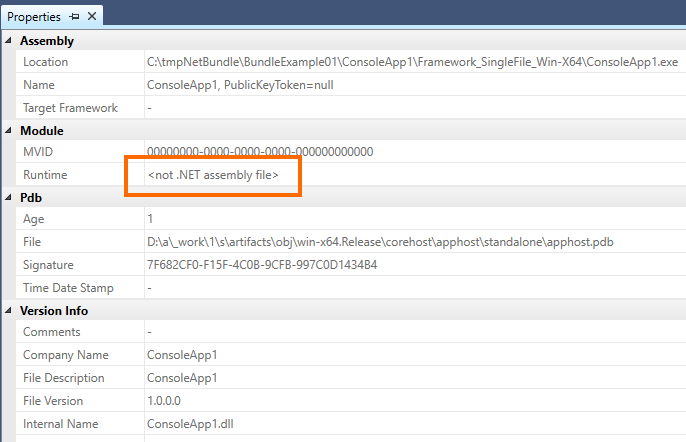 Properties
Assembly
Location C:\tmpNetBundle\BundleExample01\ConsoleApp1\Framework_SingleFile_Win-X64\ConsoleApp1.exe
Name ConsoleApp1, PublicKeyToken=null
Target Framework -
Module
MVID 00000000-0000-0000-0000-000000000000
Runtime <not .NET assembly file>
Pdb
Age 1
File D:\a\_work\1\s\artifacts\obj\win-x64.Release\corehost\apphost\standalone\apphost.pdb
Signature 7F682CF0-F15F-4C0B-9CFB-997C0D1434B4
Time Date Stamp -
Version Info
Comments -
Company Name ConsoleApp1
File Description ConsoleApp1
File Version 1.0.0.0
Internal Name ConsoleApp1.dll